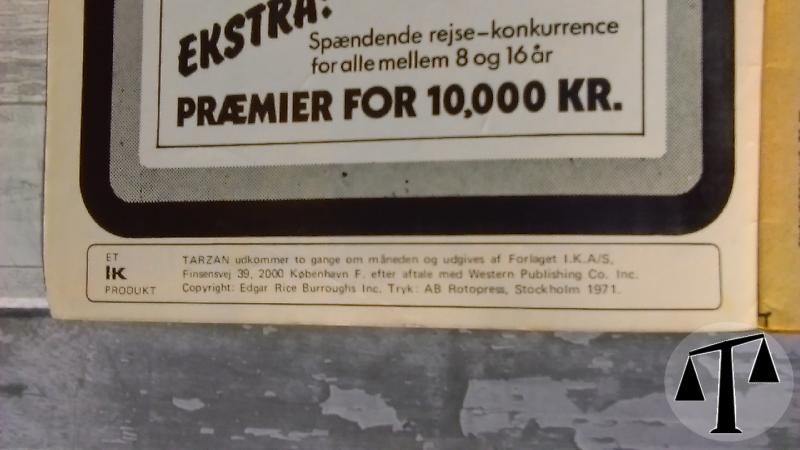 EKSTRA!
Spændende rejse-konkurrence
for alle mellem 8 og 16 år
PRÆMIER FOR 10,000 KR.
ET
IK
PRODUKT
TARZAN udkommer to gange om måneden og udgives af Forlaget I.K.A/S,
Finsensvej 39, 2000 København F. efter aftale med Western Publishing Co. Inc.
Copyright: Edgar Rice Burroughs Inc. Tryk: AB Rotopress, Stockholm 1971.